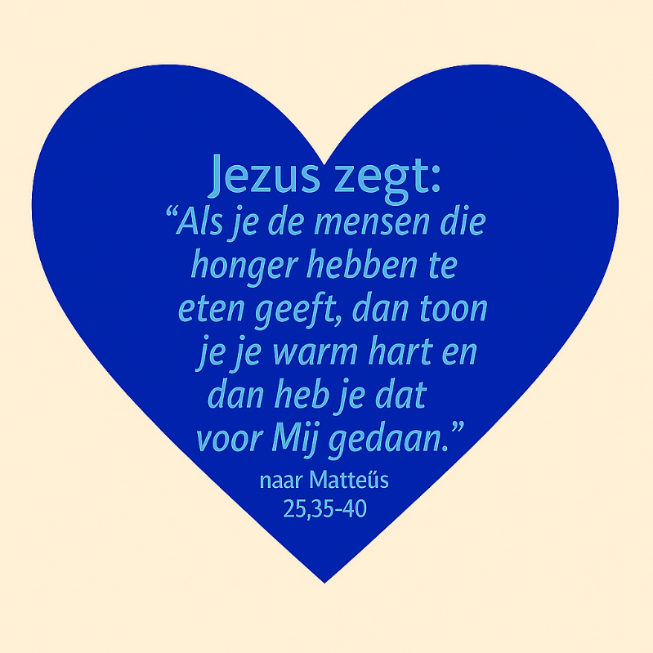 Jezus zegt:
“Als je de mensen die
honger hebben te
eten geeft, dan toon
je je warm hart en
dan heb je dat
voor Mij gedaan.”
naar Matteűs
25,35-40